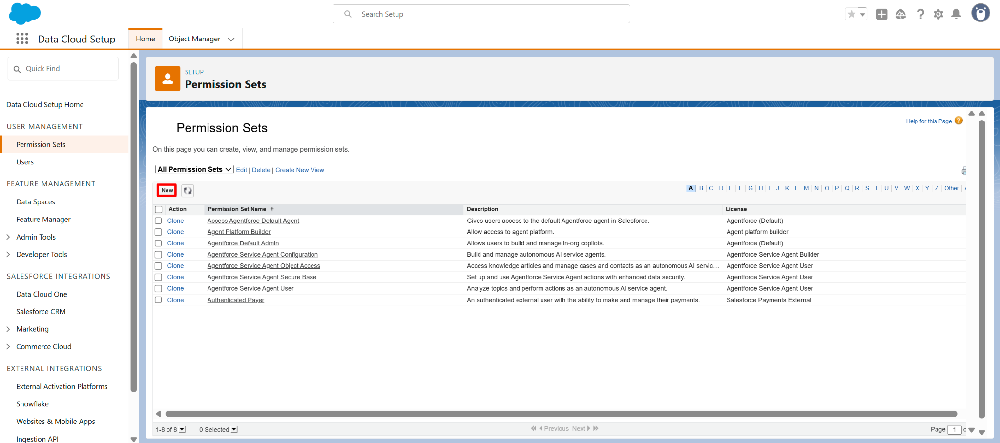 Search Setup
Data Cloud Setup
Home
Object Manager
Quick Find
Data Cloud Setup Home
USER MANAGEMENT
Permission Sets
Users
FEATURE MANAGEMENT
Data Spaces
Feature Manager
Admin Tools
Developer Tools
SALESFORCE INTEGRATIONS
Data Cloud One
Salesforce CRM
Marketing
Commerce Cloud
EXTERNAL INTEGRATIONS
External Activation Platforms
Snowflake
Websites & Mobile Apps
Ingestion API
SETUP
Permission Sets
Help for this Page ?
Permission Sets
On this page you can create, view, and manage permission sets.
All Permission Sets Edit | Delete | Create New View
New
A | B | C | D | E | F | G | H | I | J | K | L | M | N | O | P | Q | R | S | T | U | V | W | X | Y | Z | Other |
Action Permission Set Name ↑ Description License
Clone Access Agentforce Default Agent Gives users access to the default Agentforce agent in Salesforce. Agentforce (Default)
Clone Agent Platform Builder Allow access to agent platform. Agent platform builder
Clone Agentforce Default Admin Allows users to build and manage in-org copilots. Agentforce (Default)
Clone Agentforce Service Agent Configuration Build and manage autonomous AI service agents. Agentforce Service Agent Builder
Clone Agentforce Service Agent Object Access Access knowledge articles and manage cases and contacts as an autonomous AI servic... Agentforce Service Agent User
Clone Agentforce Service Agent Secure Base Set up and use Agentforce Service Agent actions with enhanced data security. Agentforce Service Agent User
Clone Agentforce Service Agent User Analyze topics and perform actions as an autonomous AI service agent. Agentforce Service Agent User
Clone Authenticated Payer An authenticated external user with the ability to make and manage their payments. Salesforce Payments External
1-8 of 8 0 Selected Previous Next Page 1